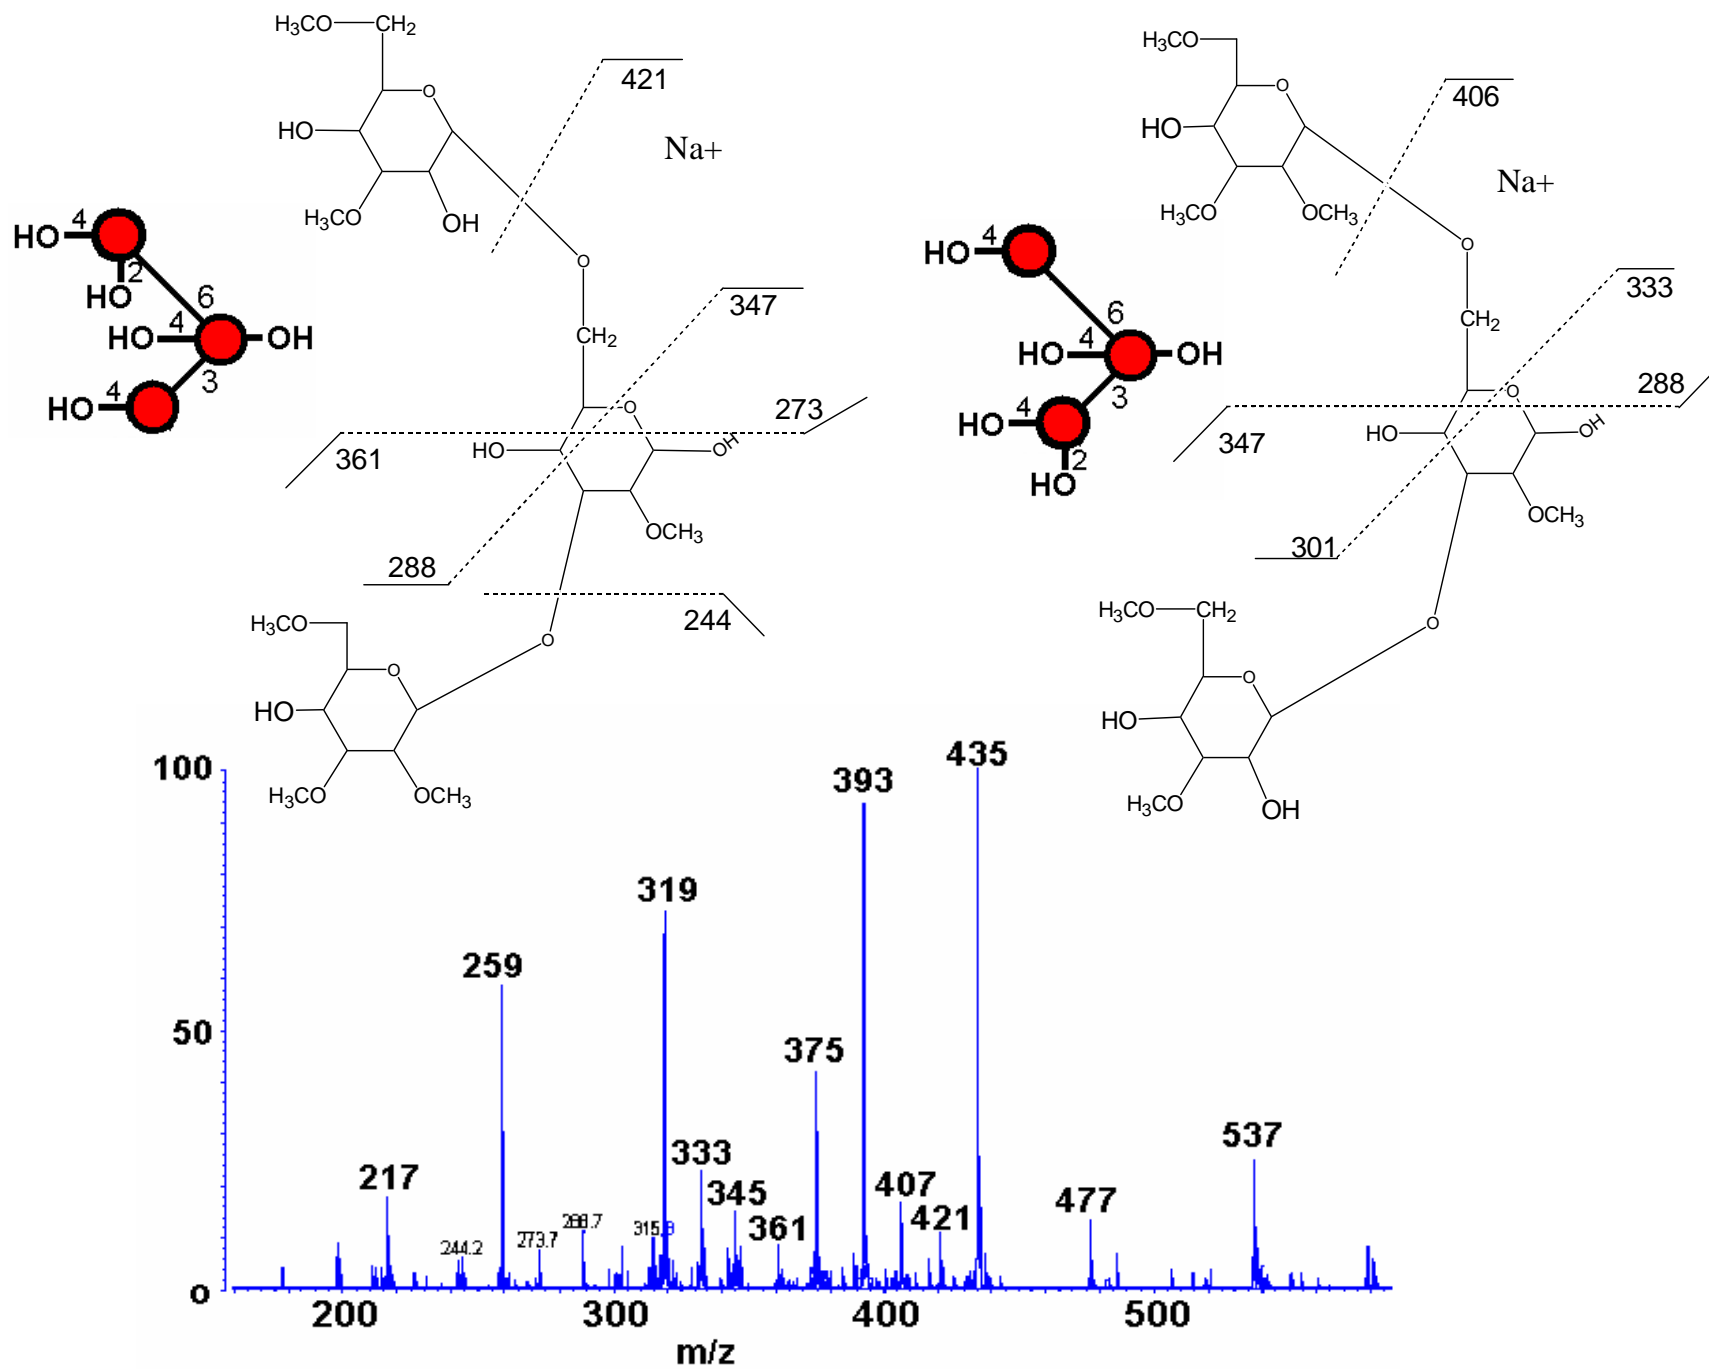 H₃CO CH₂
O
HO
H₃CO
OH
421
Na+
O
CH₂
347
O
HO
OH
OCH₃
273
361
288
244
H₃CO
O
HO
H₃CO
OCH₃
O
4
HO
2
HO
6
HO 4 OH
3
4
HO
H₃CO
O
HO
H₃CO
OCH₃
406
Na+
O
CH₂
333
O
HO
OH
OCH₃
288
347
301
O
H₃CO CH₂
O
HO
H₃CO
OH
HO 4
6
HO 4 OH
3
HO 4
2
HO
100
50
0
217
244.2
259
273.7
288.7
315.8
319
333
345
361
375
393
407
421
435
477
537
200 300 400 500
m/z